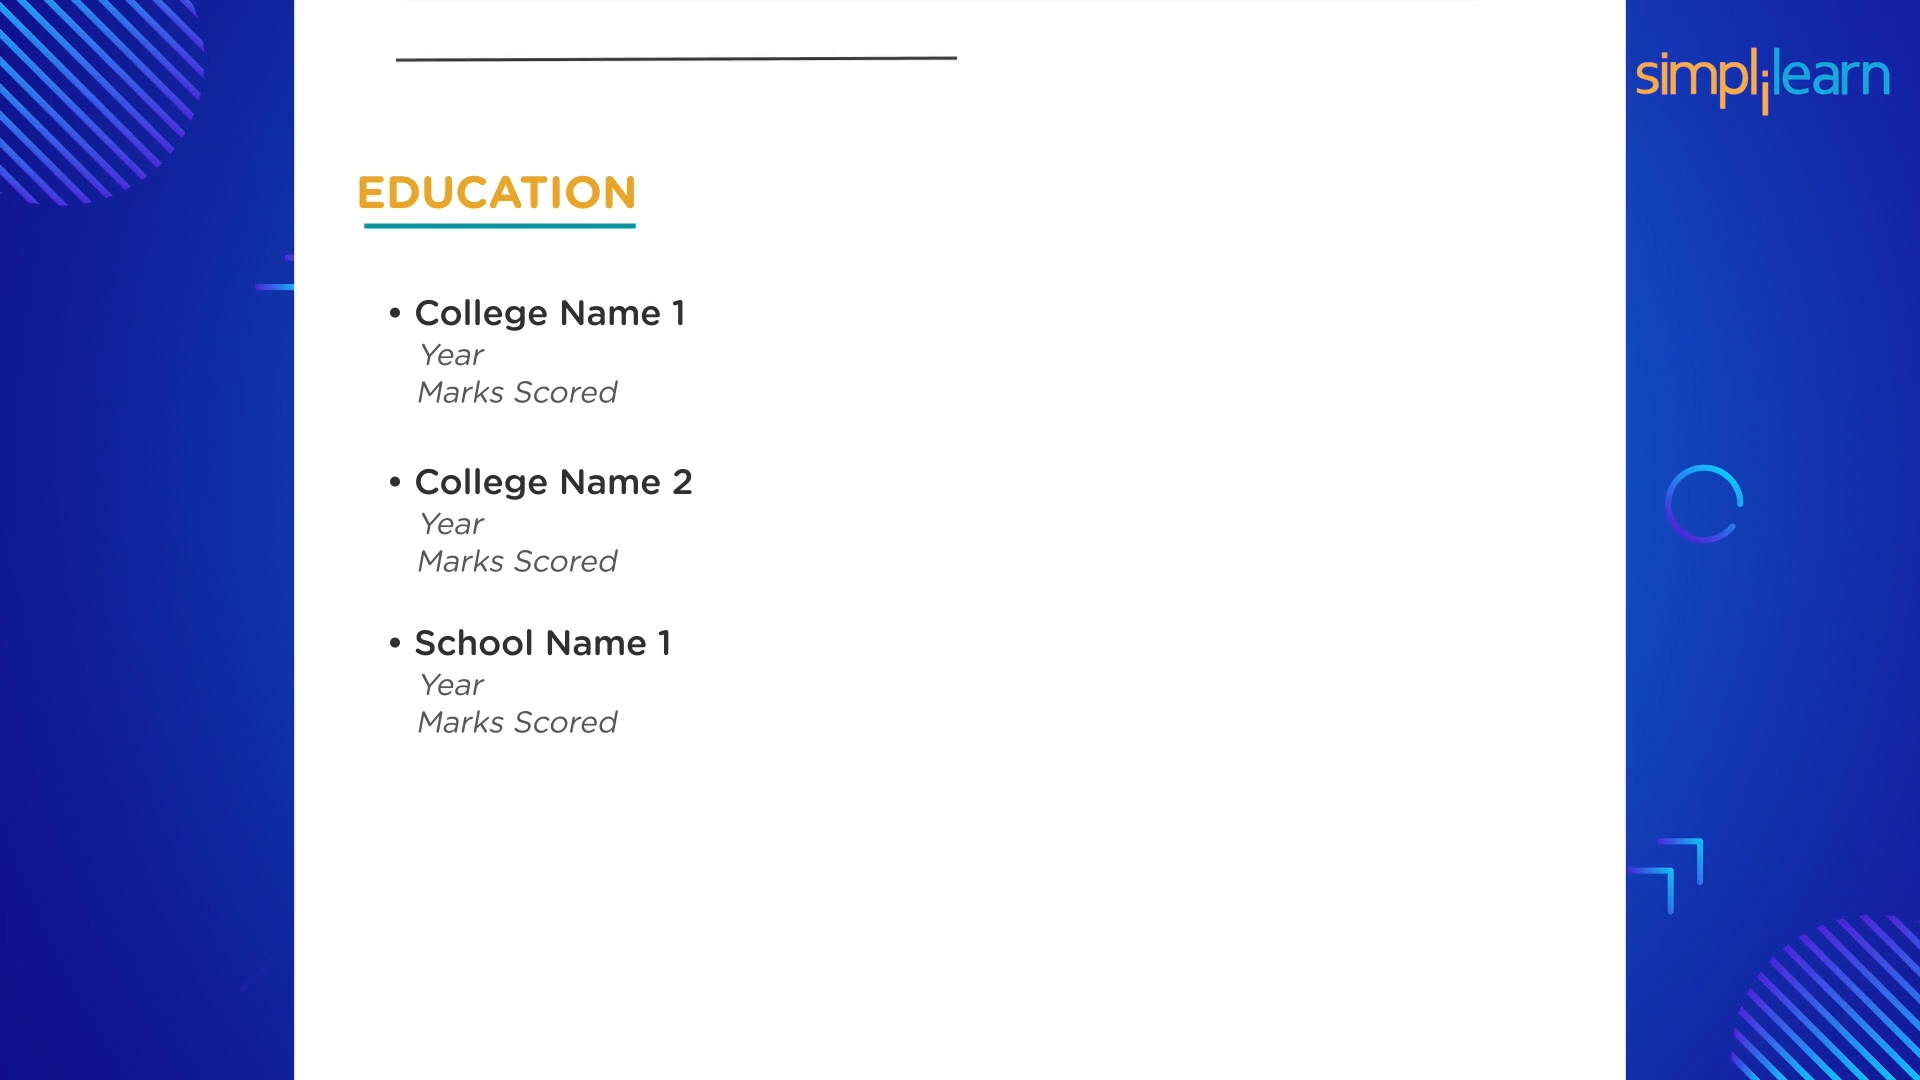 simplilearn
EDUCATION
• College Name 1
Year
Marks Scored
• College Name 2
Year
Marks Scored
• School Name 1
Year
Marks Scored